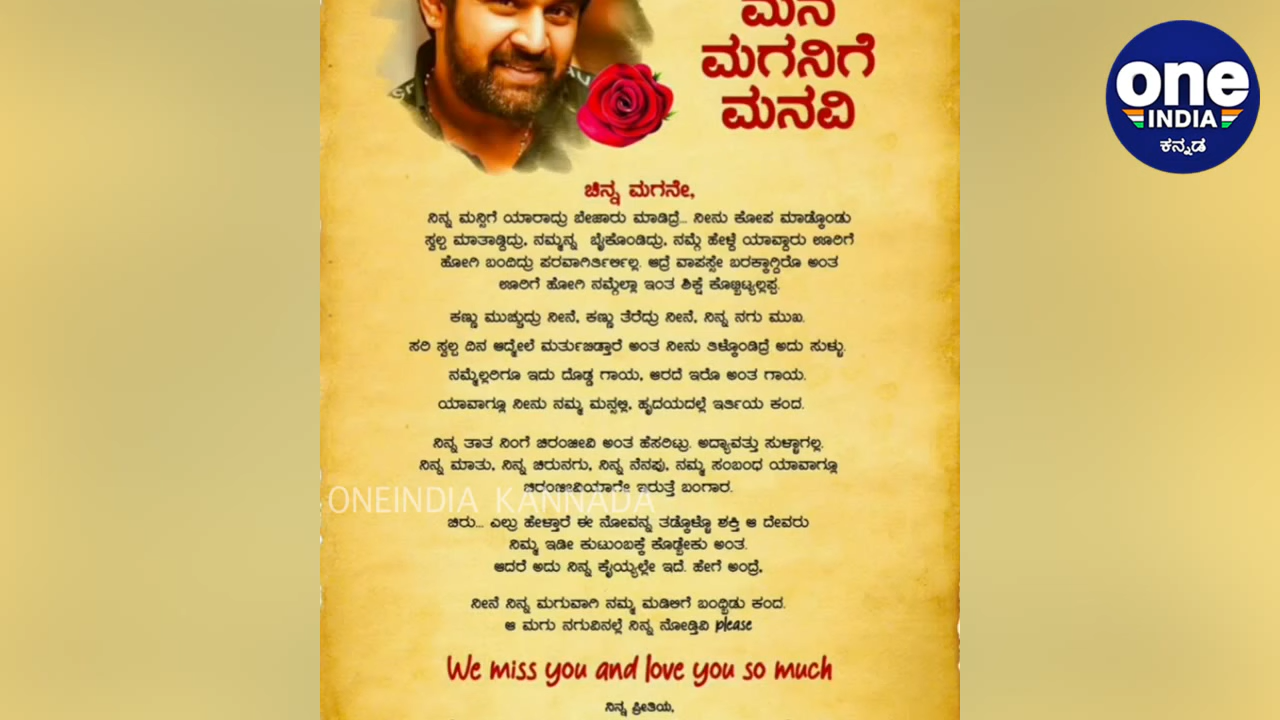 ಮನೆ
ಮಗನಿಗೆ
ಮನವಿ
one
INDIA
ಕನ್ನಡ
ಚಿನ್ನ ಮಗನೇ,
ನಿನ್ನ ಮನ್ಸಿಗೆ ಯಾರಾದ್ರು ಬೇಜಾರು ಮಾಡಿದ್ರೆ... ನೀನು ಕೋಪ ಮಾಡ್ಕೊಂಡು
ಸ್ವಲ್ಪ ಮಾತಾಡ್ದಿದ್ರು, ನಮ್ಮನ್ನ ಬೈಕೊಂಡಿದ್ರು, ನಮ್ಗೆ ಹೇಳ್ದೆ ಯಾವ್ದಾರು ಊರಿಗೆ
ಹೋಗಿ ಬಂದಿದ್ರು ಪರವಾಗಿರ್ತಿರ್ಲಿಲ್ಲ. ಆದ್ರೆ ವಾಪಸ್ಸೇ ಬರಕ್ಕಾಗ್ದಿರೊ ಅಂತ
ಊರಿಗೆ ಹೋಗಿ ನಮ್ಗೆಲ್ಲಾ ಇಂತ ಶಿಕ್ಷೆ ಕೊಟ್ಬಿಟ್ಯಲ್ಲಪ್ಪ.
ಕಣ್ಣು ಮುಚ್ಚುದ್ರು ನೀನೆ, ಕಣ್ಣು ತೆರೆದ್ರು ನೀನೆ, ನಿನ್ನ ನಗು ಮುಖ.
ಸರಿ ಸ್ವಲ್ಪ ದಿನ ಆದ್ಮೇಲೆ ಮರ್ತುಬಿಡ್ತಾರೆ ಅಂತ ನೀನು ತಿಳ್ಕೊಂಡಿದ್ರೆ ಅದು ಸುಳ್ಳು.
ನಮ್ಮೆಲ್ಲರಿಗೂ ಇದು ದೊಡ್ಡ ಗಾಯ, ಆರದೆ ಇರೊ ಅಂತ ಗಾಯ.
ಯಾವಾಗ್ಲೂ ನೀನು ನಮ್ಮ ಮನ್ಸಲ್ಲಿ, ಹೃದಯದಲ್ಲೆ ಇರ್ತಿಯ ಕಂದ.
ನಿನ್ನ ತಾತ ನಿಂಗೆ ಚಿರಂಜೀವಿ ಅಂತ ಹೆಸರಿಟ್ರು. ಅದ್ಯಾವತ್ತು ಸುಳ್ಳಾಗಲ್ಲ.
ನಿನ್ನ ಮಾತು, ನಿನ್ನ ಚಿರುನಗು, ನಿನ್ನ ನೆನಪು, ನಮ್ಮ ಸಂಬಂಧ ಯಾವಾಗ್ಲೂ
ಚಿರಂಜೀವಿಯಾಗೇ ಇರುತ್ತೆ ಬಂಗಾರ.
ONEINDIA KANNADA
ಚಿರು... ಎಲ್ರು ಹೇಳ್ತಾರೆ ಈ ನೋವನ್ನ ತಡ್ಕೊಳ್ಳೊ ಶಕ್ತಿ ಆ ದೇವರು
ನಿಮ್ಮ ಇಡೀ ಕುಟುಂಬಕ್ಕೆ ಕೊಡ್ಬೇಕು ಅಂತ.
ಆದರೆ ಅದು ನಿನ್ನ ಕೈಯ್ಯಲ್ಲೇ ಇದೆ. ಹೇಗೆ ಅಂದ್ರೆ,
ನೀನೆ ನಿನ್ನ ಮಗುವಾಗಿ ನಮ್ಮ ಮಡಿಲಿಗೆ ಬಂದ್ಬಿಡು ಕಂದ.
ಆ ಮಗು ನಗುವಿನಲ್ಲೆ ನಿನ್ನ ನೋಡ್ತಿವಿ please
We miss you and love you so much
ನಿನ್ನ ಪ್ರೀತಿಯ,